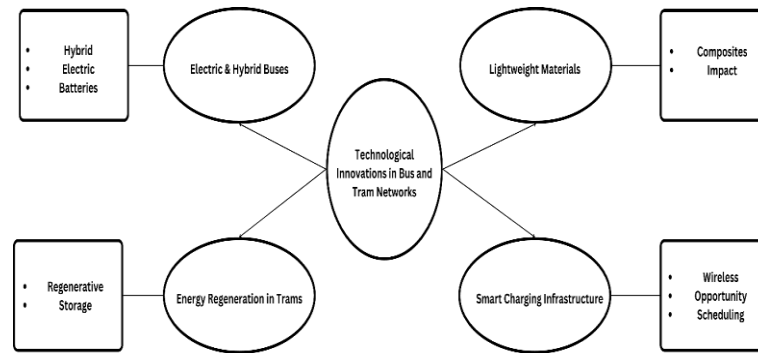 Hybrid
Electric
Batteries
Electric & Hybrid Buses
Lightweight Materials
Composites
Impact
Technological
Innovations in Bus and
Tram Networks
Regenerative
Storage
Energy Regeneration in Trams
Smart Charging Infrastructure
Wireless
Opportunity
Scheduling